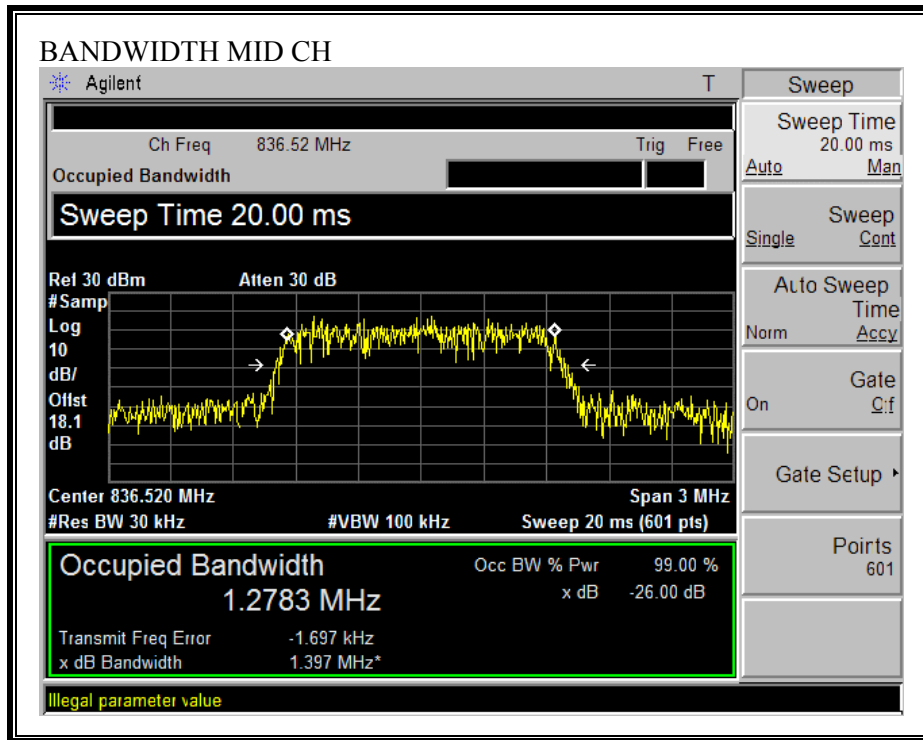 BANDWIDTH MID CH
Agilent T
Ch Freq 836.52 MHz Trig Free
Occupied Bandwidth
Sweep Time 20.00 ms
Ref 30 dBm Atten 30 dB
#Samp
Log
10
dB/
Offst
18.1
dB
Center 836.520 MHz Span 3 MHz
#Res BW 30 kHz #VBW 100 kHz Sweep 20 ms (601 pts)
Occupied Bandwidth Occ BW % Pwr 99.00 %
1.2783 MHz x dB -26.00 dB
Transmit Freq Error -1.697 kHz
x dB Bandwidth 1.397 MHz*
Illegal parameter value
Sweep
Sweep Time
20.00 ms
Auto Man
Sweep
Single Cont
Auto Sweep
Time
Norm Accy
Gate
On Off
Gate Setup
Points
601